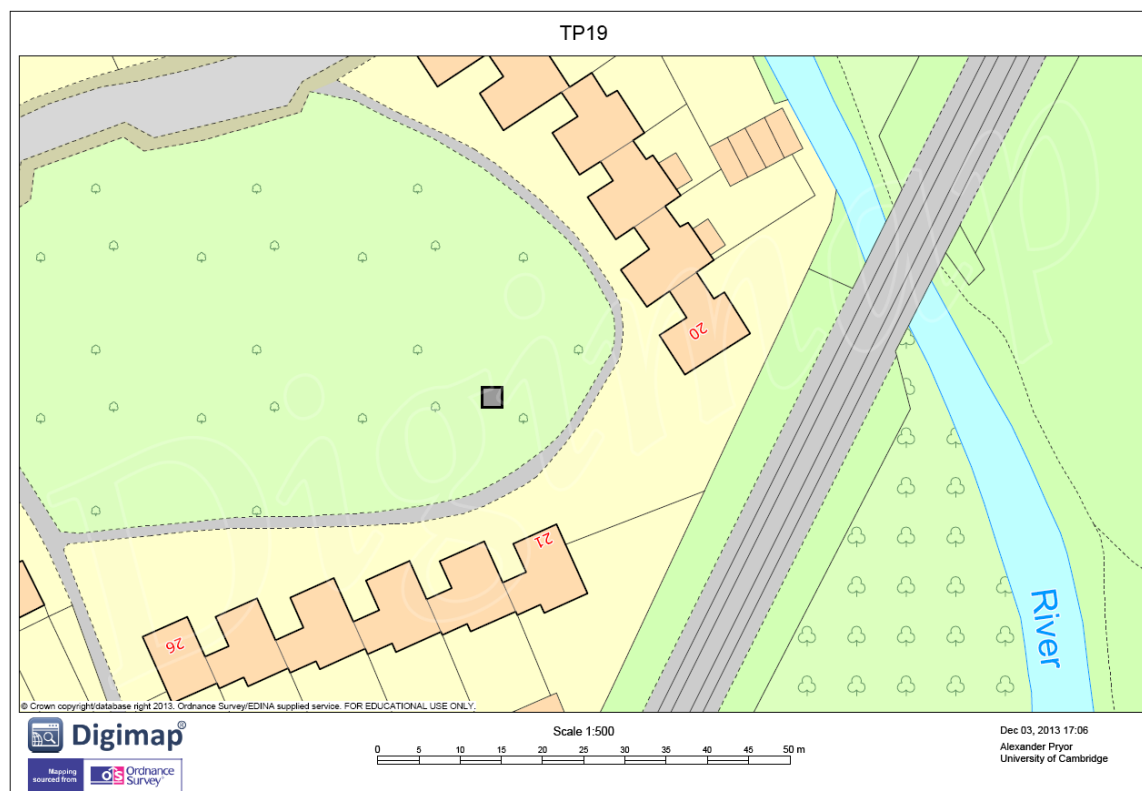 TP19
Digimap
20
21
26
River
© Crown copyright/database right 2013. Ordnance Survey/EDINA supplied service. FOR EDUCATIONAL USE ONLY.
Digimap®
Mapping
sourced from
OS Ordnance
Survey®
Scale 1:500
0 5 10 15 20 25 30 35 40 45 50 m
Dec 03, 2013 17:06
Alexander Pryor
University of Cambridge